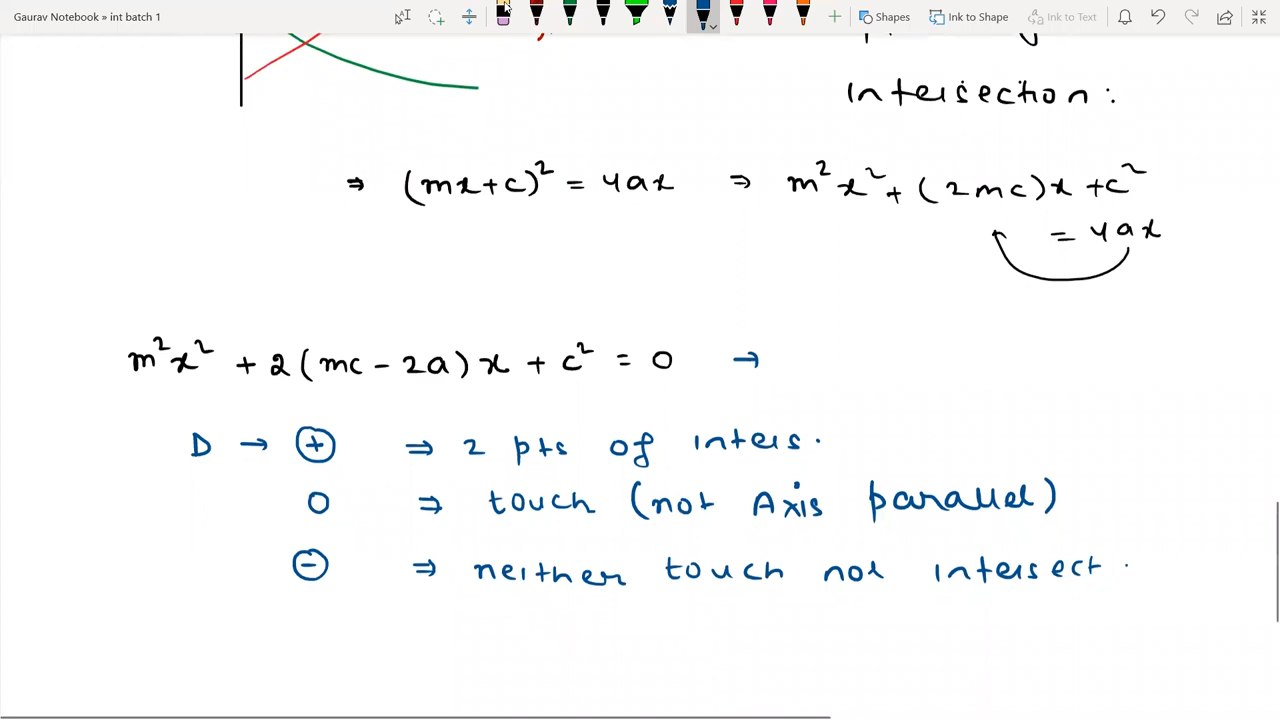 Gaurav Notebook » int batch 1
Shapes Ink to Shape Ink to Text
Intersection :
⇒ (mx+c)² = 4ax ⇒ m²x² + (2mc)x + c²
= 4ax
m²x² + 2(mc - 2a)x + c² = 0 →
D → + ⇒ 2 pts of inters.
0 ⇒ touch (not Axis parallel)
- ⇒ neither touch nor intersect.